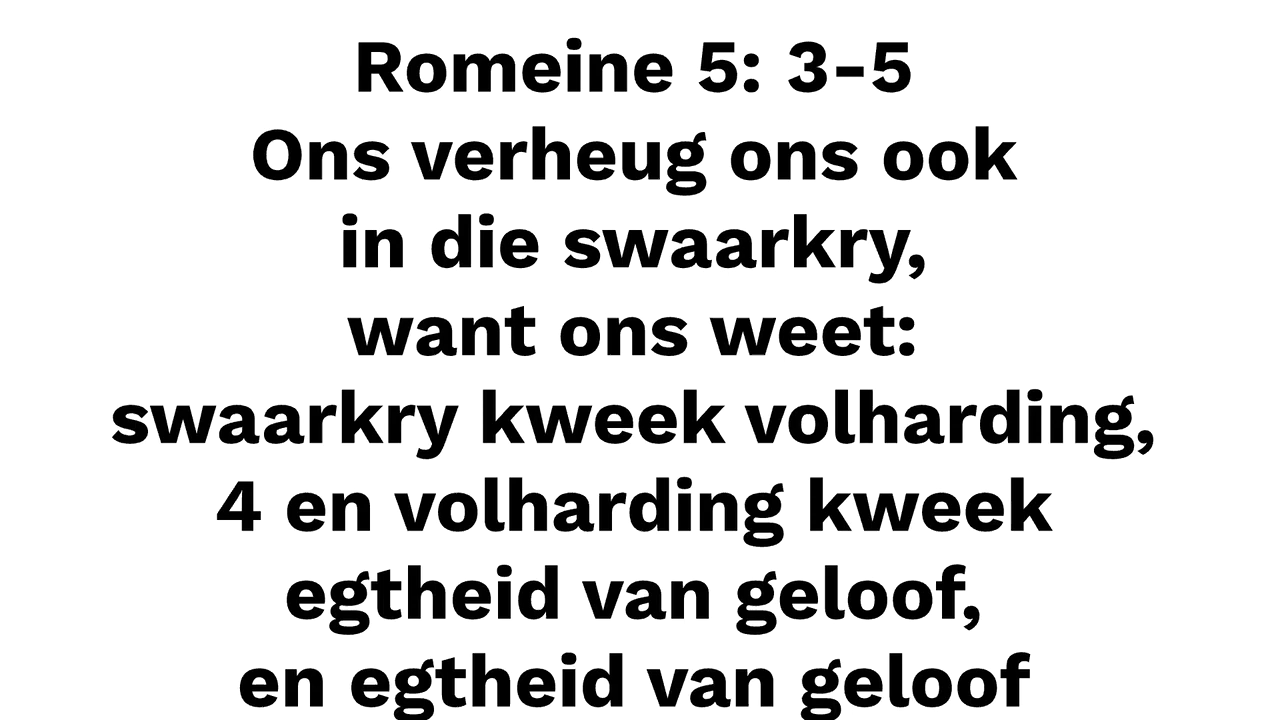 Romeine 5: 3-5
Ons verheug ons ook
in die swaarkry,
want ons weet:
swaarkry kweek volharding,
4 en volharding kweek
egtheid van geloof,
en egtheid van geloof